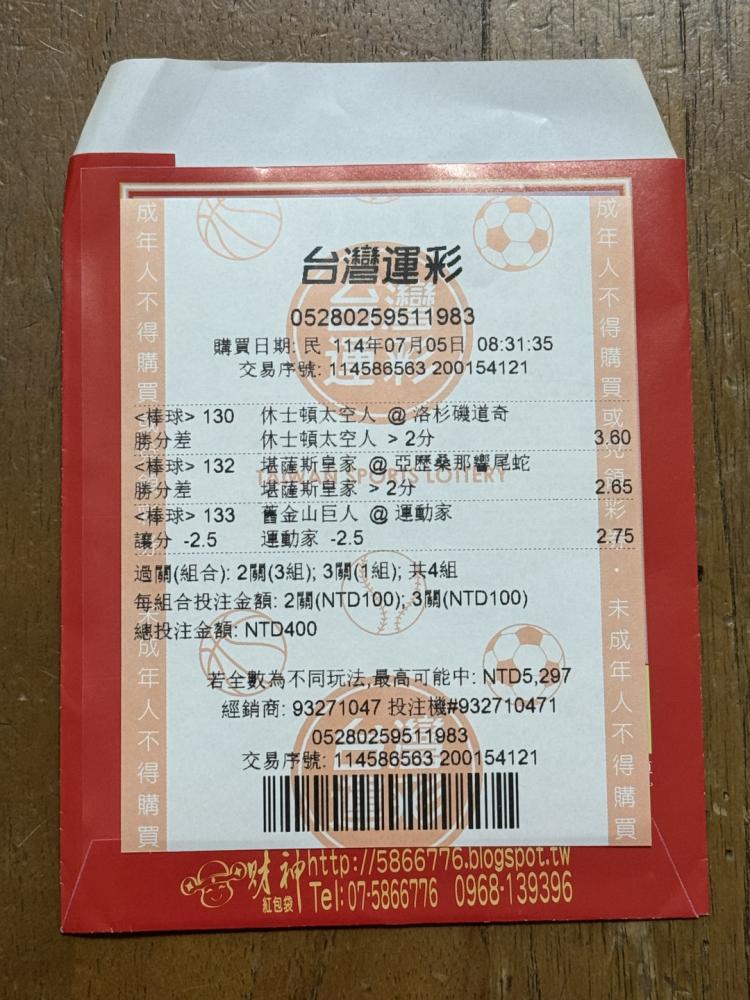 台灣運彩
05280259511983
購買日期: 民 114年07月05日 08:31:35
交易序號: 114586563 200154121
<棒球> 130 休士頓太空人 @ 洛杉磯道奇
勝分差 休士頓太空人 > 2分 3.60
<棒球> 132 堪薩斯皇家 @ 亞歷桑那響尾蛇
TAIWAN SPORTS LOTTERY
勝分差 堪薩斯皇家 > 2分 2.65
<棒球> 133 舊金山巨人 @ 運動家
讓分 -2.5 運動家 -2.5 2.75
過關(組合): 2關(3組); 3關(1組); 共4組
每組合投注金額: 2關(NTD100); 3關(NTD100)
總投注金額: NTD400
若全數為不同玩法,最高可能中: NTD5,297
經銷商: 93271047 投注機#932710471
05280259511983
交易序號: 114586563 200154121
成年人不得購買
未成年人不得購買
成年人不得購買或兌領彩券
未成年人不得購買
台灣運彩
財神
紅包袋
http://5866776.blogspot.tw
Tel:07-5866776 0968-139396